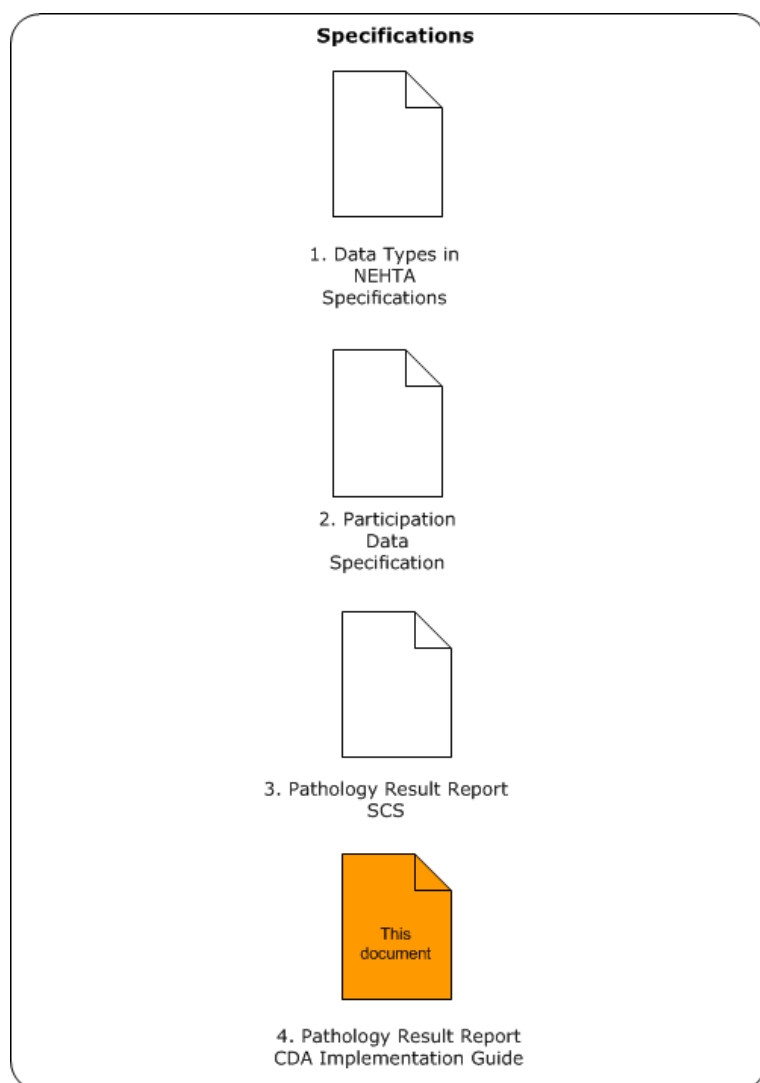 Specifications
1. Data Types in
NEHTA
Specifications
2. Participation
Data
Specification
3. Pathology Result Report
SCS
This
document
4. Pathology Result Report
CDA Implementation Guide